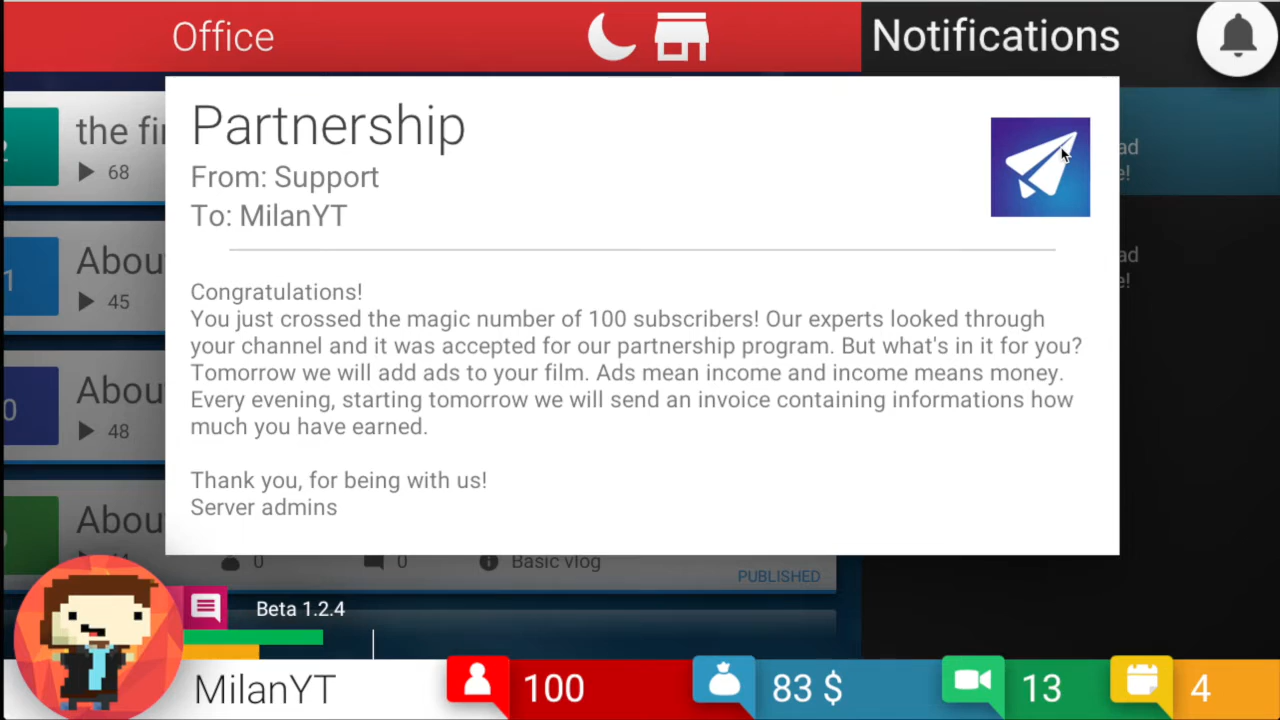 Office
Notifications
Partnership
From: Support
To: MilanYT
the fi
68
1
Abou
45
0
Abou
48
Abou
ad
e!
ad
e!
Congratulations!
You just crossed the magic number of 100 subscribers! Our experts looked through
your channel and it was accepted for our partnership program. But what's in it for you?
Tomorrow we will add ads to your film. Ads mean income and income means money.
Every evening, starting tomorrow we will send an invoice containing informations how
much you have earned.
Thank you, for being with us!
Server admins
0
0
Basic vlog
PUBLISHED
Beta 1.2.4
MilanYT
100
83 $
13
4